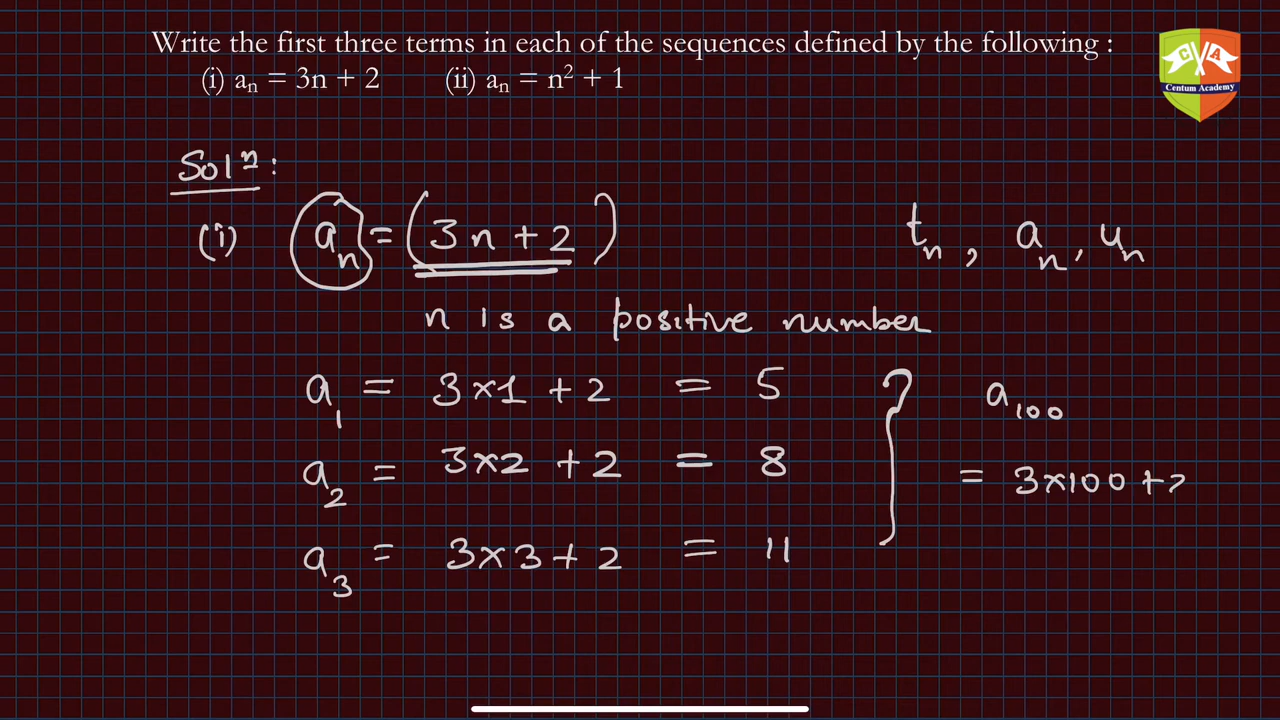 Write the first three terms in each of the sequences defined by the following :
(i) aₙ = 3n + 2 (ii) aₙ = n² + 1
C A
Centum Academy
Solⁿ :
(i) aₙ = (3n + 2) tₙ, aₙ, uₙ
n is a positive number
a₁ = 3×1 + 2 = 5 } a₁₀₀
a₂ = 3×2 + 2 = 8 = 3×100 +2
a₃ = 3×3 + 2 = 11